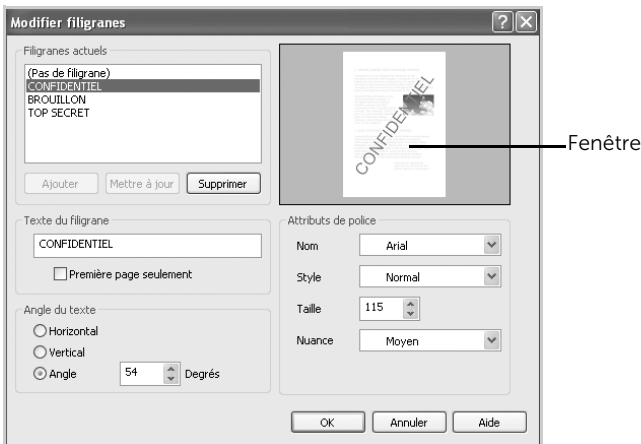 Modifier filigranes
Filigranes actuels
(Pas de filigrane)
CONFIDENTIEL
BROUILLON
TOP SECRET
Ajouter Mettre à jour Supprimer
CONFIDENTIEL
Fenêtre
Texte du filigrane
CONFIDENTIEL
Première page seulement
Angle du texte
Horizontal
Vertical
Angle 54 Degrés
Attributs de police
Nom Arial
Style Normal
Taille 115
Nuance Moyen
OK Annuler Aide